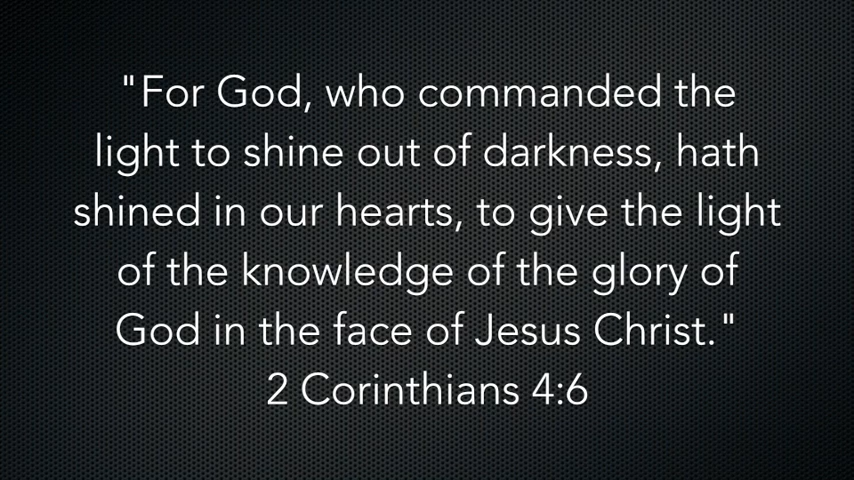 "For God, who commanded the
light to shine out of darkness, hath
shined in our hearts, to give the light
of the knowledge of the glory of
God in the face of Jesus Christ."
2 Corinthians 4:6